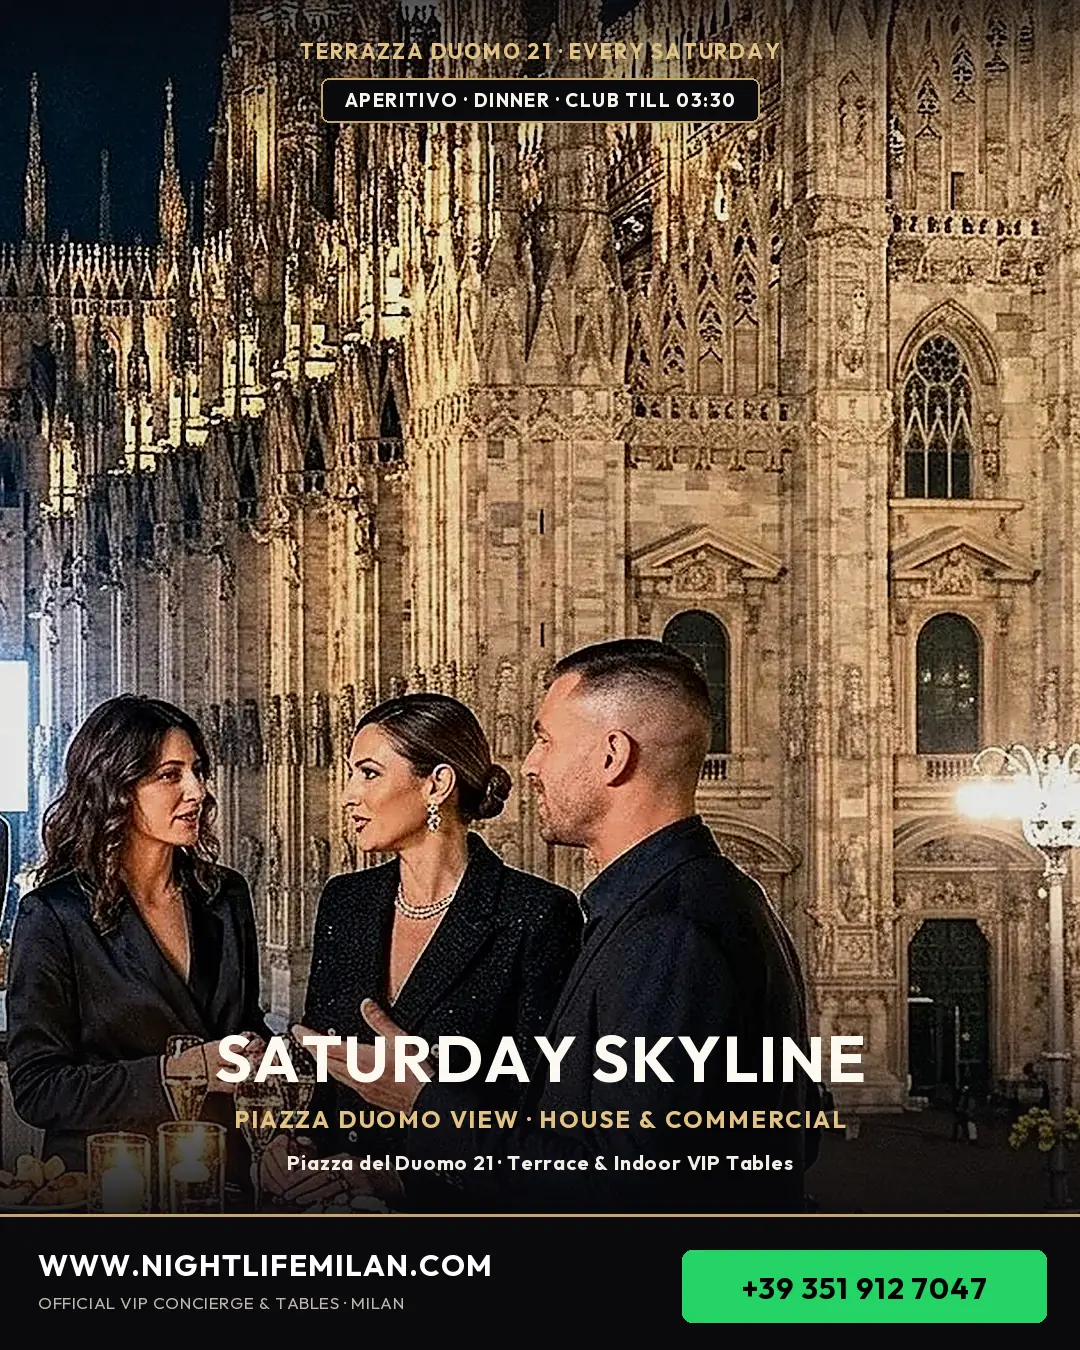 TERRAZZA DUOMO 21 · EVERY SATURDAY
APERITIVO · DINNER · CLUB TILL 03:30
SATURDAY SKYLINE
PIAZZA DUOMO VIEW · HOUSE & COMMERCIAL
Piazza del Duomo 21 · Terrace & Indoor VIP Tables
WWW.NIGHTLIFEMILAN.COM
OFFICIAL VIP CONCIERGE & TABLES · MILAN
+39 351 912 7047